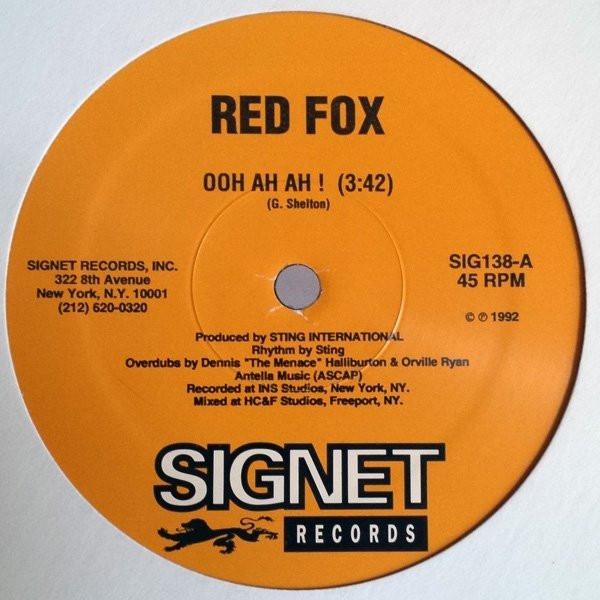 RED FOX
OOH AH AH ! (3:42)
(G. Shelton)
SIGNET RECORDS, INC.
322 8th Avenue
New York, N.Y. 10001
(212) 620-0320
SIG138-A
45 RPM
© ℗ 1992
Produced by STING INTERNATIONAL
Rhythm by Sting
Overdubs by Dennis "The Menace" Halliburton & Orville Ryan
Antella Music (ASCAP)
Recorded at INS Studios, New York, NY.
Mixed at HC&F Studios, Freeport, NY.
SIGNET
RECORDS